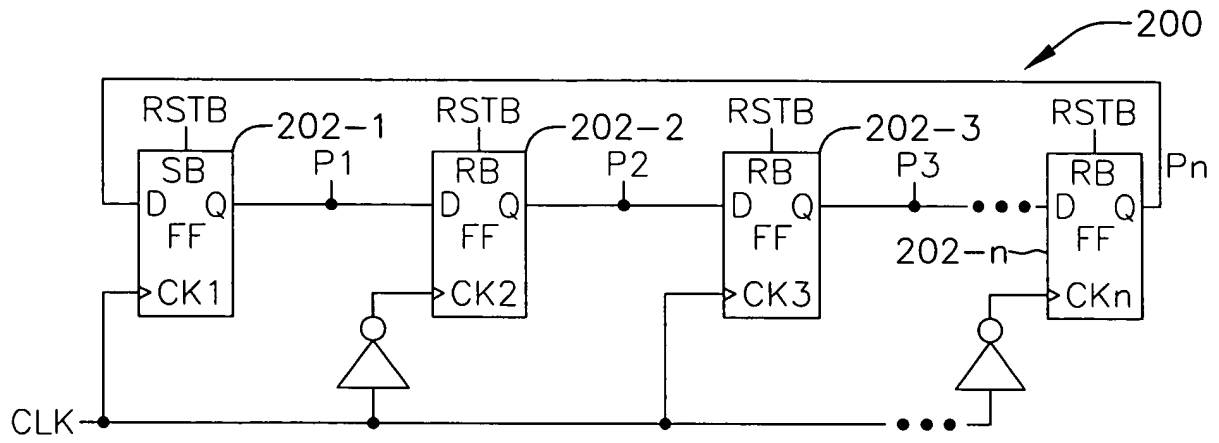 200
RSTB
202-1
RSTB
202-2
RSTB
202-3
RSTB
SB
P1
RB
P2
RB
P3
RB
Pn
D Q
D Q
D Q
D Q
FF
FF
FF
202-n
FF
CK1
CK2
CK3
CKn
CLK